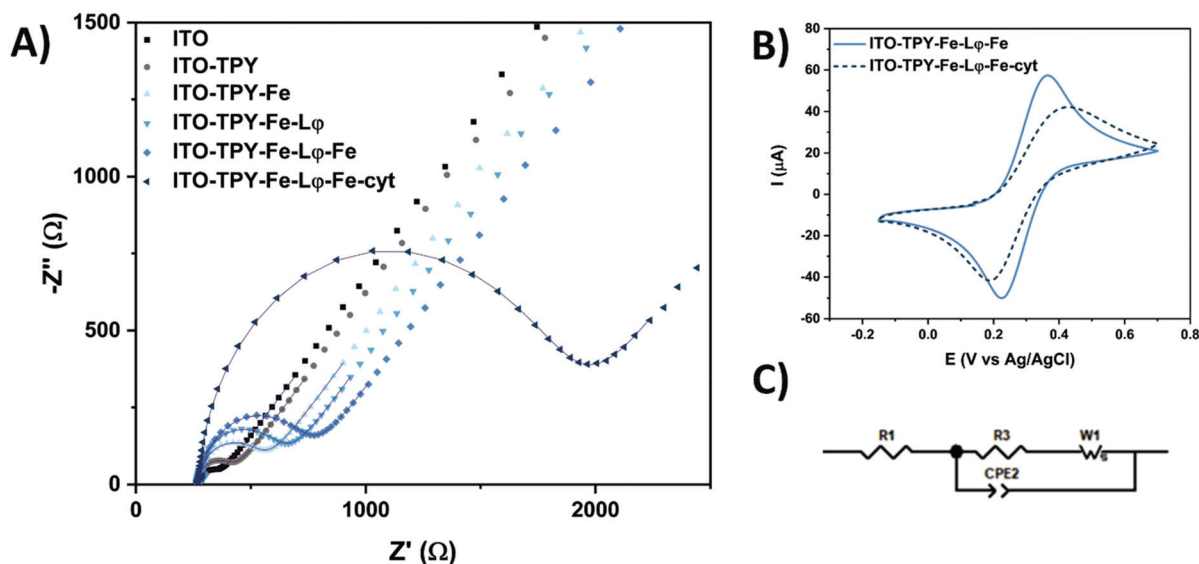 A)
1500
1000
500
0
-Z'' (Ω)
0
1000
2000
Z' (Ω)
ITO
ITO-TPY
ITO-TPY-Fe
ITO-TPY-Fe-Lφ
ITO-TPY-Fe-Lφ-Fe
ITO-TPY-Fe-Lφ-Fe-cyt
B)
80
60
40
20
0
-20
-40
-60
I (μA)
ITO-TPY-Fe-Lφ-Fe
ITO-TPY-Fe-Lφ-Fe-cyt
-0.2 0.0 0.2 0.4 0.6 0.8
E (V vs Ag/AgCl)
C)
R1 R3 W1
s
CPE2